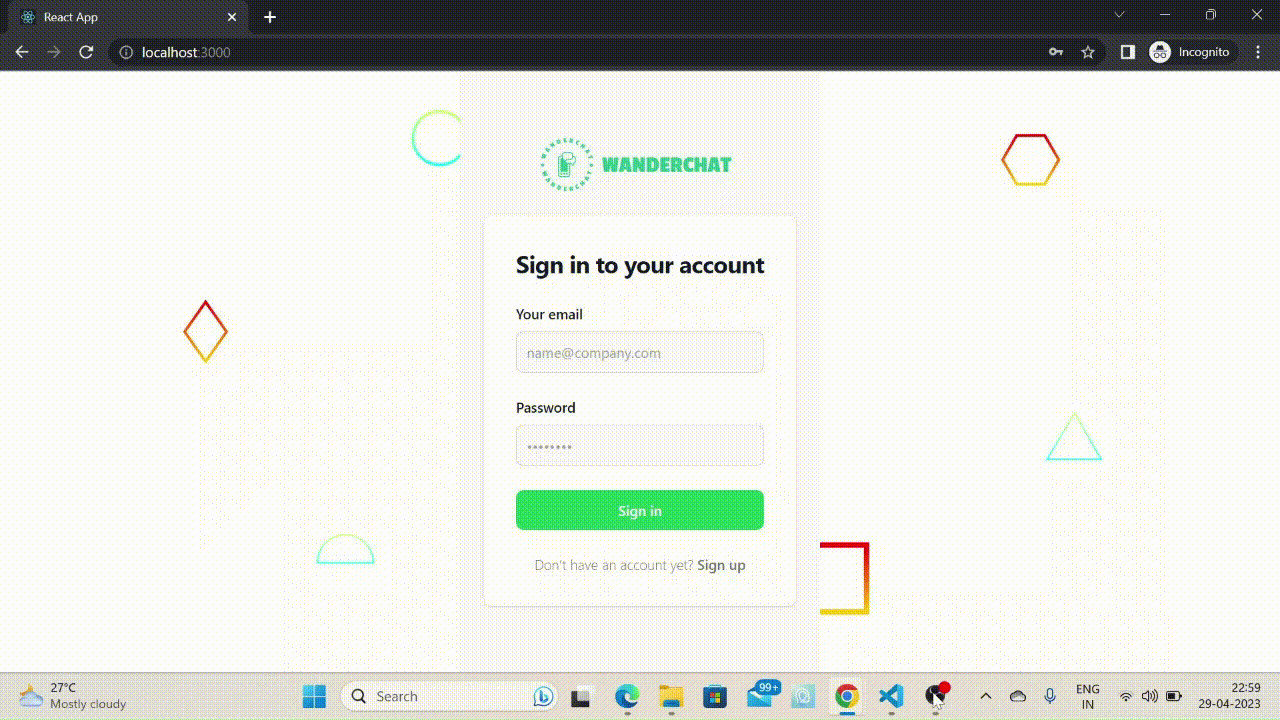 React App
localhost:3000
Incognito
WANDERCHAT
WANDERCHAT
WANDERCHAT
Sign in to your account
Your email
name@company.com
Password
Sign in
Don't have an account yet? Sign up
27°C
Mostly cloudy
Search
99+
ENG
IN
22:59
29-04-2023